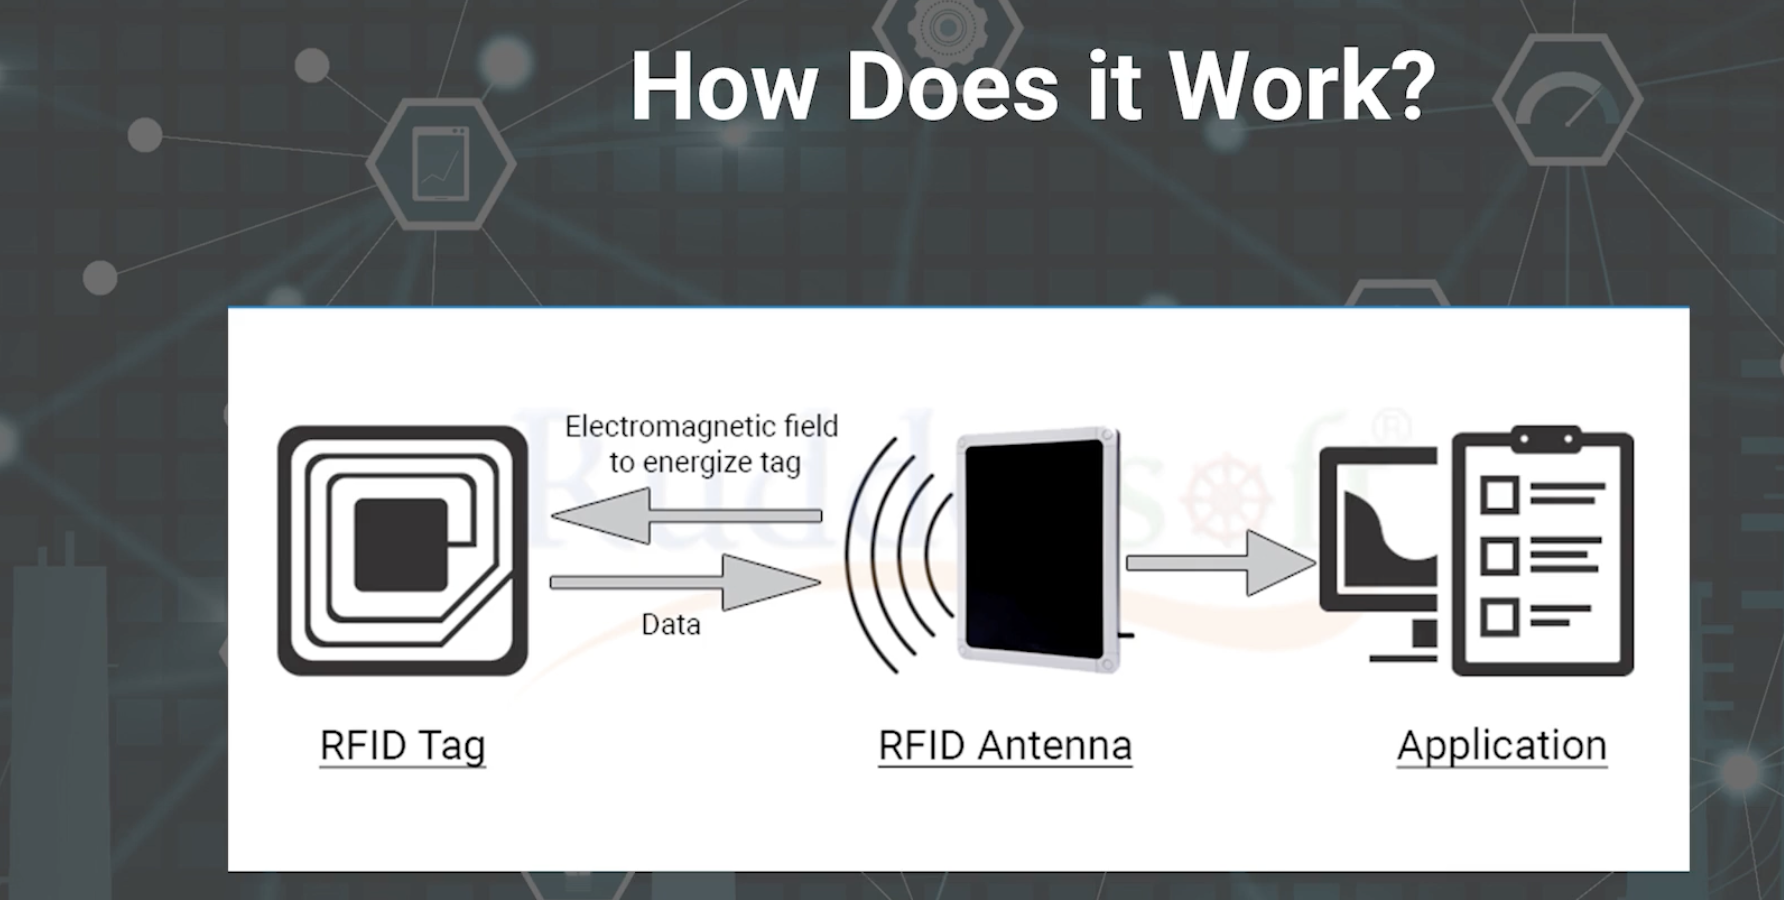 How Does it Work?
Electromagnetic field
to energize tag
Data
RFID Tag
RFID Antenna
Application